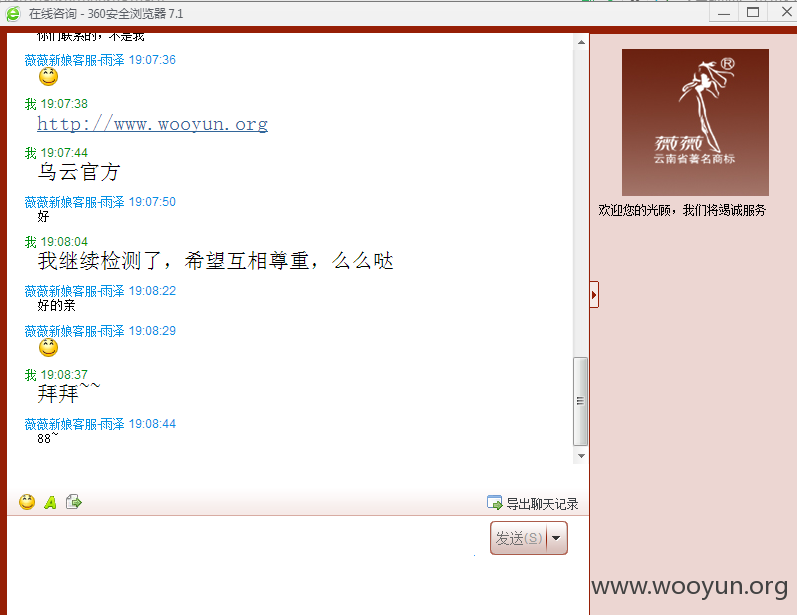 在线咨询 - 360安全浏览器 7.1
你们联系的，不是我
薇薇新娘客服-雨泽 19:07:36
我 19:07:38
http://www.wooyun.org
我 19:07:44
乌云官方
薇薇新娘客服-雨泽 19:07:50
好
我 19:08:04
我继续检测了，希望互相尊重，么么哒
薇薇新娘客服-雨泽 19:08:22
好的亲
薇薇新娘客服-雨泽 19:08:29
我 19:08:37
拜拜~~
薇薇新娘客服-雨泽 19:08:44
88~
导出聊天记录
发送(S)
®
薇薇
云南省著名商标
欢迎您的光顾，我们将竭诚服务
www.wooyun.org